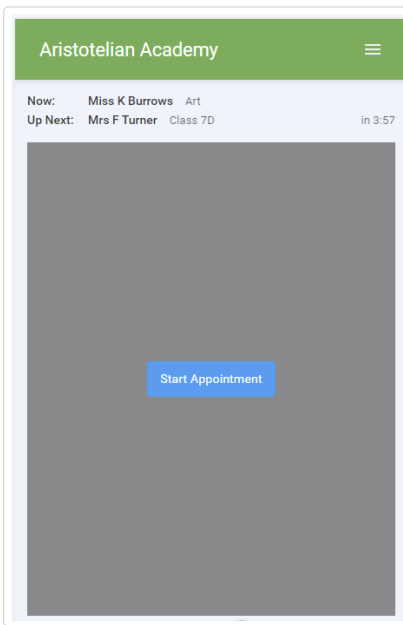 Aristotelian Academy
Now: Miss K Burrows Art
Up Next: Mrs F Turner Class 7D in 3:57
Start Appointment